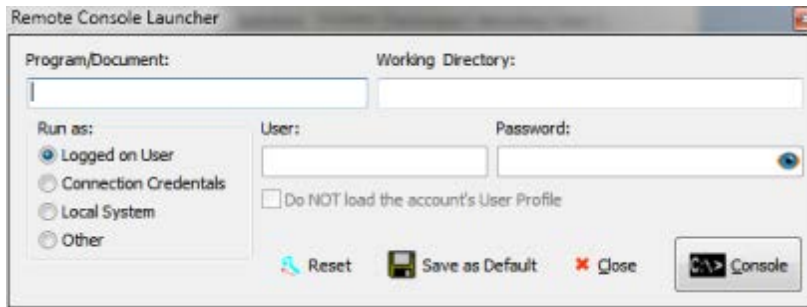 Remote Console Launcher
Program/Document: Working Directory:
Run as: User: Password:
Logged on User
Connection Credentals
Do NOT load the account's User Profile
Local System
Other
Reset Save as Default Close C:\> Console